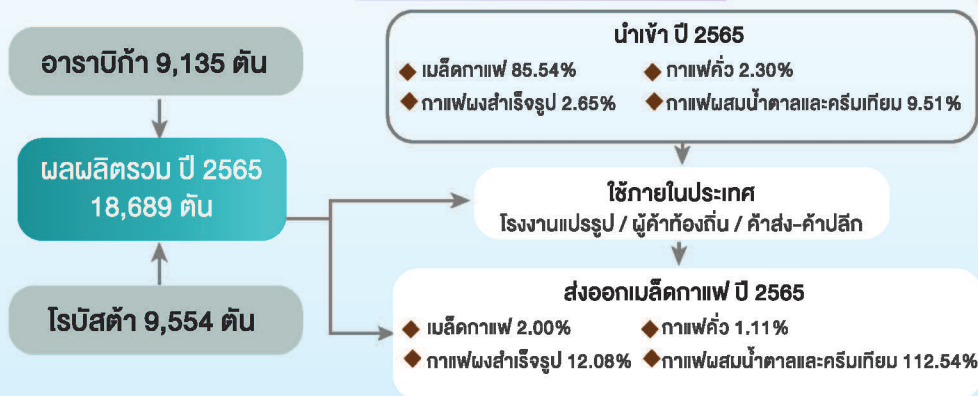 อาราบิก้า 9,135 ตัน
ผลผลิตรวม ปี 2565
18,689 ตัน
โรบัสต้า 9,554 ตัน
นำเข้า ปี 2565
เมล็ดกาแฟ 85.54%
กาแฟคั่ว 2.30%
กาแฟผงสำเร็จรูป 2.65%
กาแฟผสมน้ำตาลและครีมเทียม 9.51%
ใช้ภายในประเทศ
โรงงานแปรรูป / ผู้ค้าท้องถิ่น / ค้าส่ง-ค้าปลีก
ส่งออกเมล็ดกาแฟ ปี 2565
เมล็ดกาแฟ 2.00%
กาแฟคั่ว 1.11%
กาแฟผงสำเร็จรูป 12.08%
กาแฟผสมน้ำตาลและครีมเทียม 112.54%